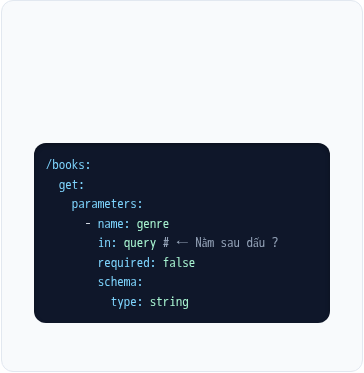 /books:
  get:
    parameters:
      - name: genre
        in: query # ← Nằm sau dấu ?
        required: false
        schema:
          type: string